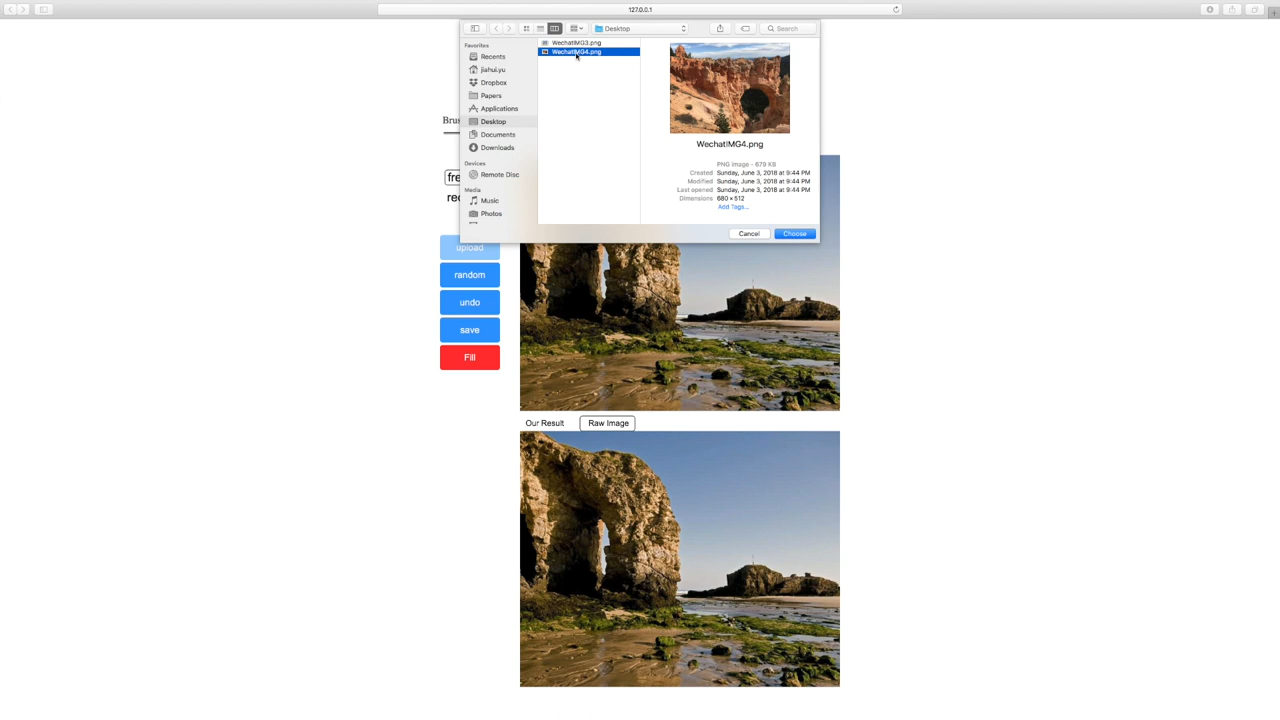 127.0.0.1
Desktop
Search
Favorites
Recents
jiahui.yu
Dropbox
Papers
Applications
Desktop
Documents
Downloads
Devices
Remote Disc
Media
Music
Photos
WechatIMG3.png
WechatIMG4.png
WechatIMG4.png
PNG image - 679 KB
Created Sunday, June 3, 2018 at 9:44 PM
Modified Sunday, June 3, 2018 at 9:44 PM
Last opened Sunday, June 3, 2018 at 9:44 PM
Dimensions 680 × 512
Add Tags...
Cancel
Choose
Brus
fre
rec
upload
random
undo
save
Fill
Our Result
Raw Image